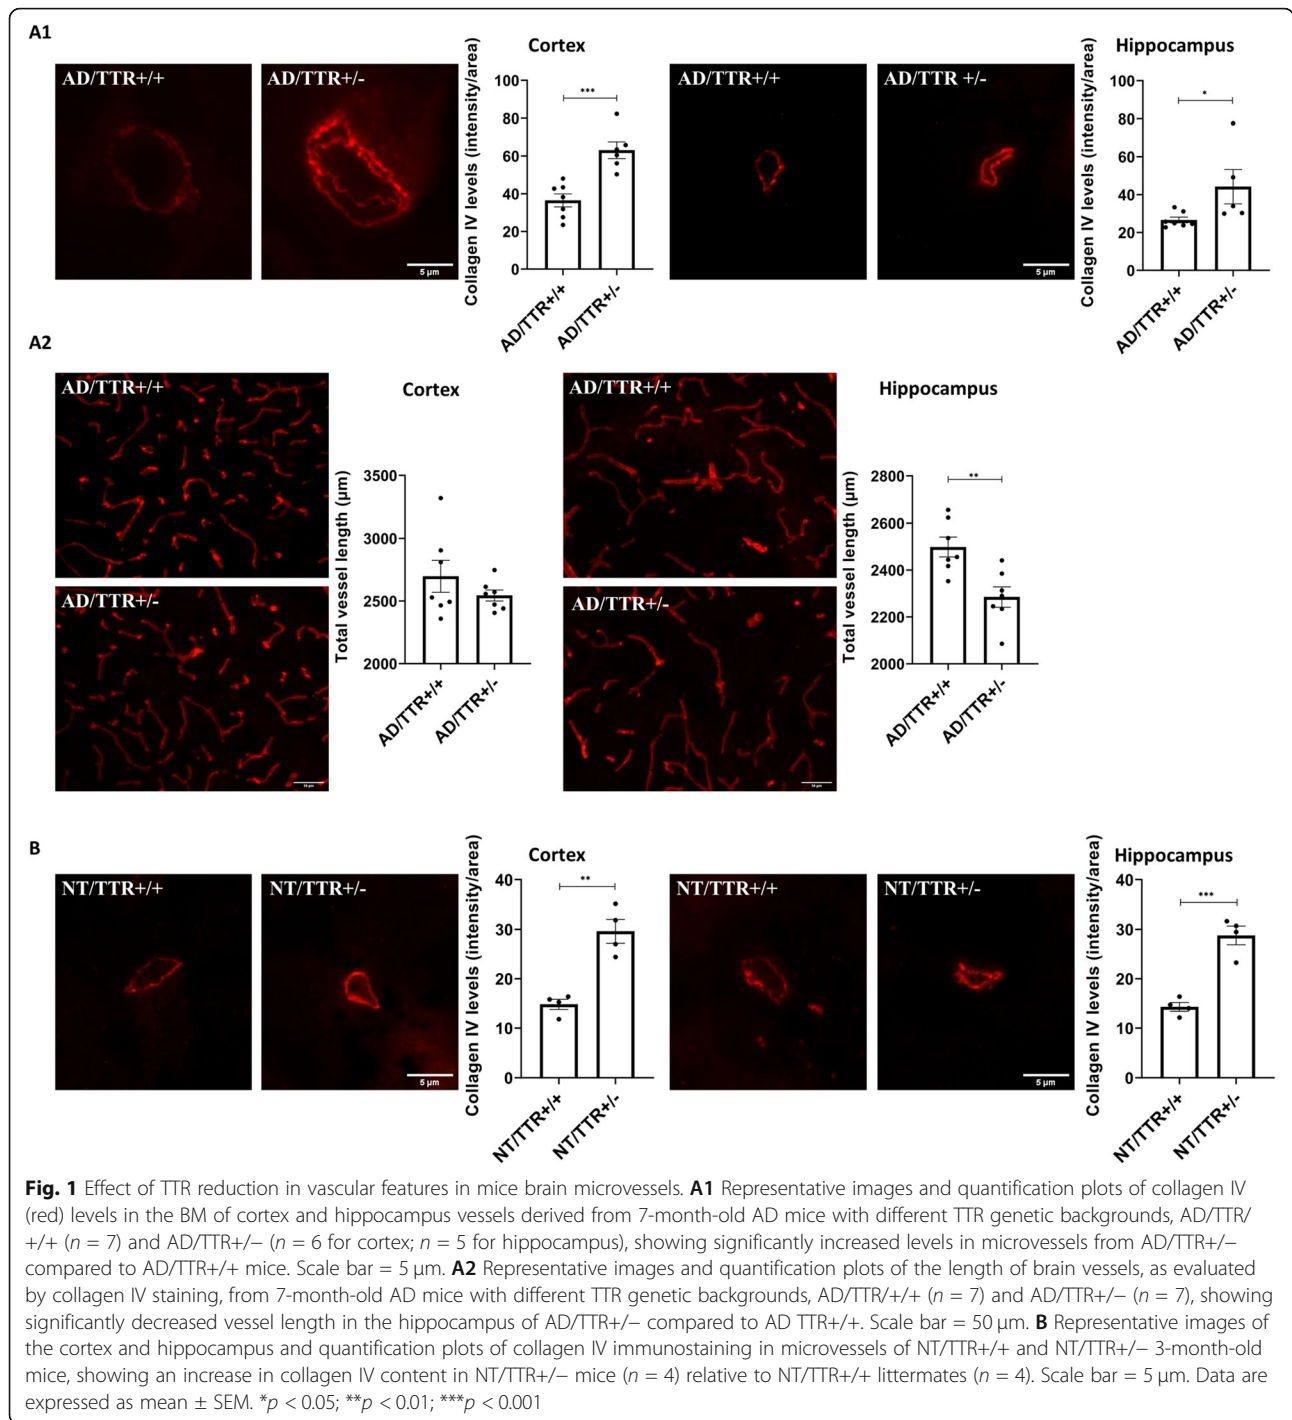 A1
Cortex
Hippocampus
AD/TTR+/+
AD/TTR+/-
Collagen IV levels (intensity/area)
100
80
60
40
20
0
***
AD/TTR+/+
AD/TTR+/-
5 µm
AD/TTR+/+
AD/TTR +/-
Collagen IV levels (intensity/area)
100
80
60
40
20
0
*
AD/TTR+/+
AD/TTR+/-
5 µm
A2
AD/TTR+/+
AD/TTR+/-
Cortex
Total vessel length (µm)
3500
3000
2500
2000
AD/TTR+/+
AD/TTR+/-
AD/TTR+/+
AD/TTR+/-
Hippocampus
Total vessel length (µm)
2800
2600
2400
2200
2000
**
AD/TTR+/+
AD/TTR+/-
B
Cortex
Hippocampus
NT/TTR+/+
NT/TTR+/-
Collagen IV levels (intensity/area)
40
30
20
10
0
**
NT/TTR+/+
NT/TTR+/-
5 µm
NT/TTR+/+
NT/TTR+/-
Collagen IV levels (intensity/area)
40
30
20
10
0
***
NT/TTR+/+
NT/TTR+/-
5 µm
Fig. 1 Effect of TTR reduction in vascular features in mice brain microvessels. A1 Representative images and quantification plots of collagen IV
(red) levels in the BM of cortex and hippocampus vessels derived from 7-month-old AD mice with different TTR genetic backgrounds, AD/TTR/
+/+ (n = 7) and AD/TTR+/− (n = 6 for cortex; n = 5 for hippocampus), showing significantly increased levels in microvessels from AD/TTR+/−
compared to AD/TTR+/+ mice. Scale bar = 5 µm. A2 Representative images and quantification plots of the length of brain vessels, as evaluated
by collagen IV staining, from 7-month-old AD mice with different TTR genetic backgrounds, AD/TTR/+/+ (n = 7) and AD/TTR+/− (n = 7), showing
significantly decreased vessel length in the hippocampus of AD/TTR+/− compared to AD TTR+/+. Scale bar = 50 µm. B Representative images of
the cortex and hippocampus and quantification plots of collagen IV immunostaining in microvessels of NT/TTR+/+ and NT/TTR+/− 3-month-old
mice, showing an increase in collagen IV content in NT/TTR+/− mice (n = 4) relative to NT/TTR+/+ littermates (n = 4). Scale bar = 5 µm. Data are
expressed as mean ± SEM. *p < 0.05; **p < 0.01; ***p < 0.001